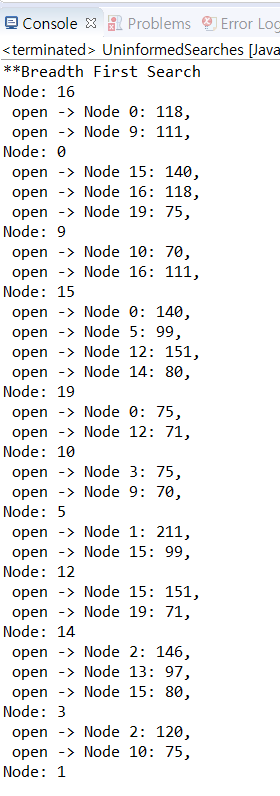 Console Problems Error Log
<terminated> UninformedSearches [Java
**Breadth First Search
Node: 16
open -> Node 0: 118,
open -> Node 9: 111,
Node: 0
open -> Node 15: 140,
open -> Node 16: 118,
open -> Node 19: 75,
Node: 9
open -> Node 10: 70,
open -> Node 16: 111,
Node: 15
open -> Node 0: 140,
open -> Node 5: 99,
open -> Node 12: 151,
open -> Node 14: 80,
Node: 19
open -> Node 0: 75,
open -> Node 12: 71,
Node: 10
open -> Node 3: 75,
open -> Node 9: 70,
Node: 5
open -> Node 1: 211,
open -> Node 15: 99,
Node: 12
open -> Node 15: 151,
open -> Node 19: 71,
Node: 14
open -> Node 2: 146,
open -> Node 13: 97,
open -> Node 15: 80,
Node: 3
open -> Node 2: 120,
open -> Node 10: 75,
Node: 1